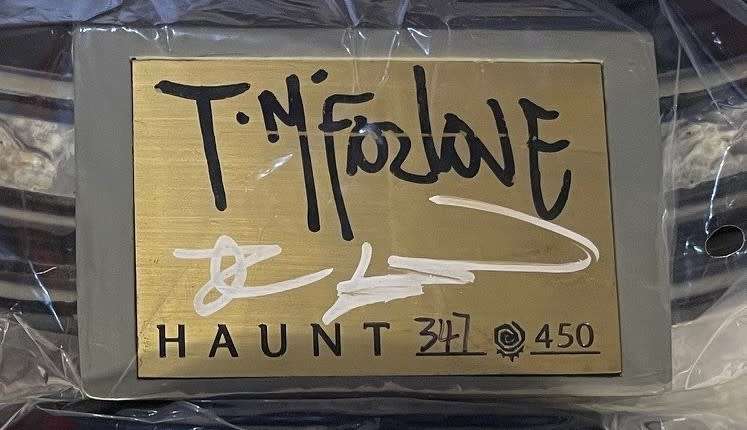 T. McFarlane
HAUNT 347 450